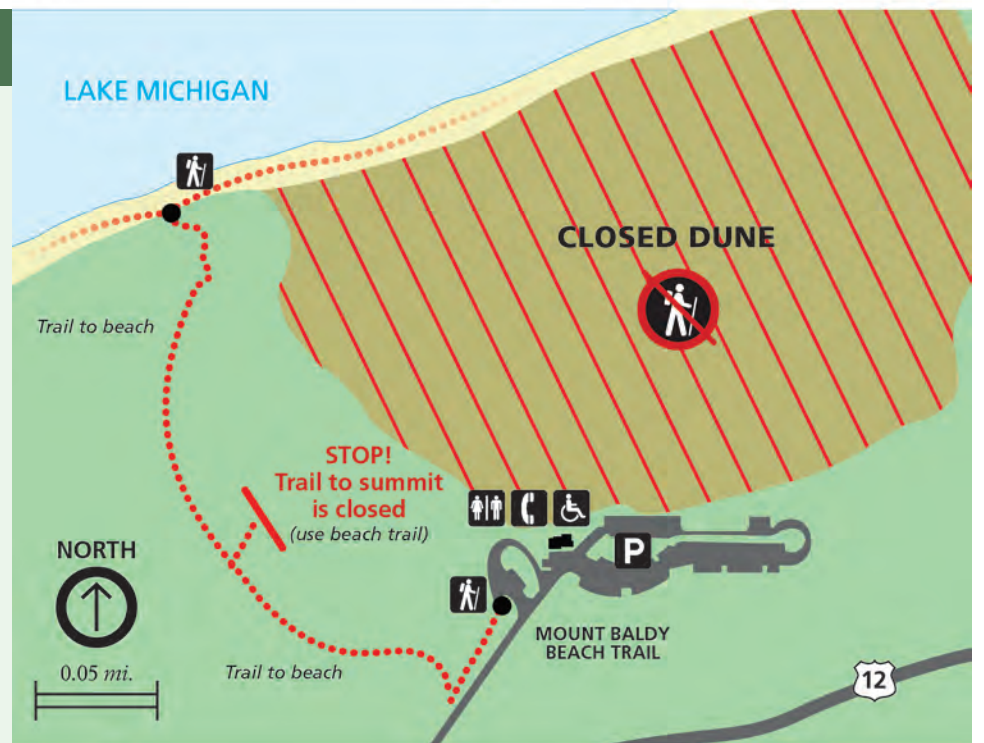 LAKE MICHIGAN
CLOSED DUNE
Trail to beach
STOP!
Trail to summit
is closed
(use beach trail)
NORTH
P
0.05 mi.
Trail to beach
MOUNT BALDY
BEACH TRAIL
12